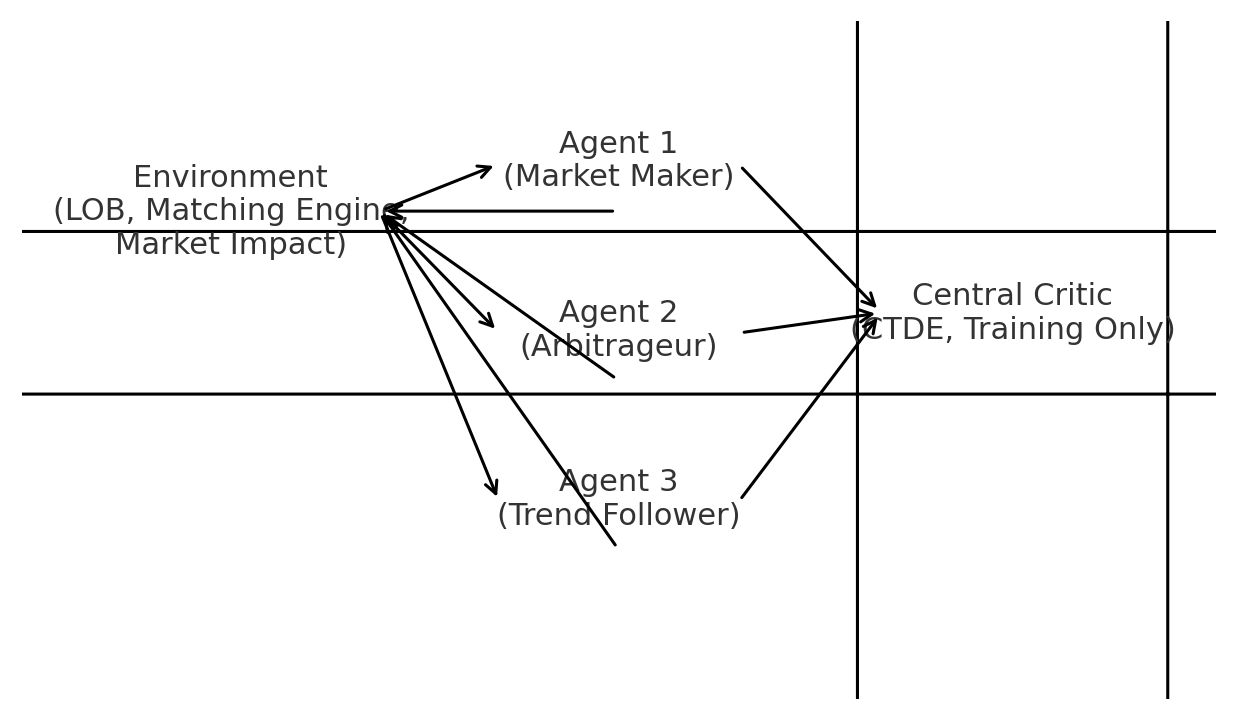 Environment
(LOB, Matching Engine,
Market Impact)
Agent 1
(Market Maker)
Agent 2
(Arbitrageur)
Agent 3
(Trend Follower)
Central Critic
(CTDE, Training Only)